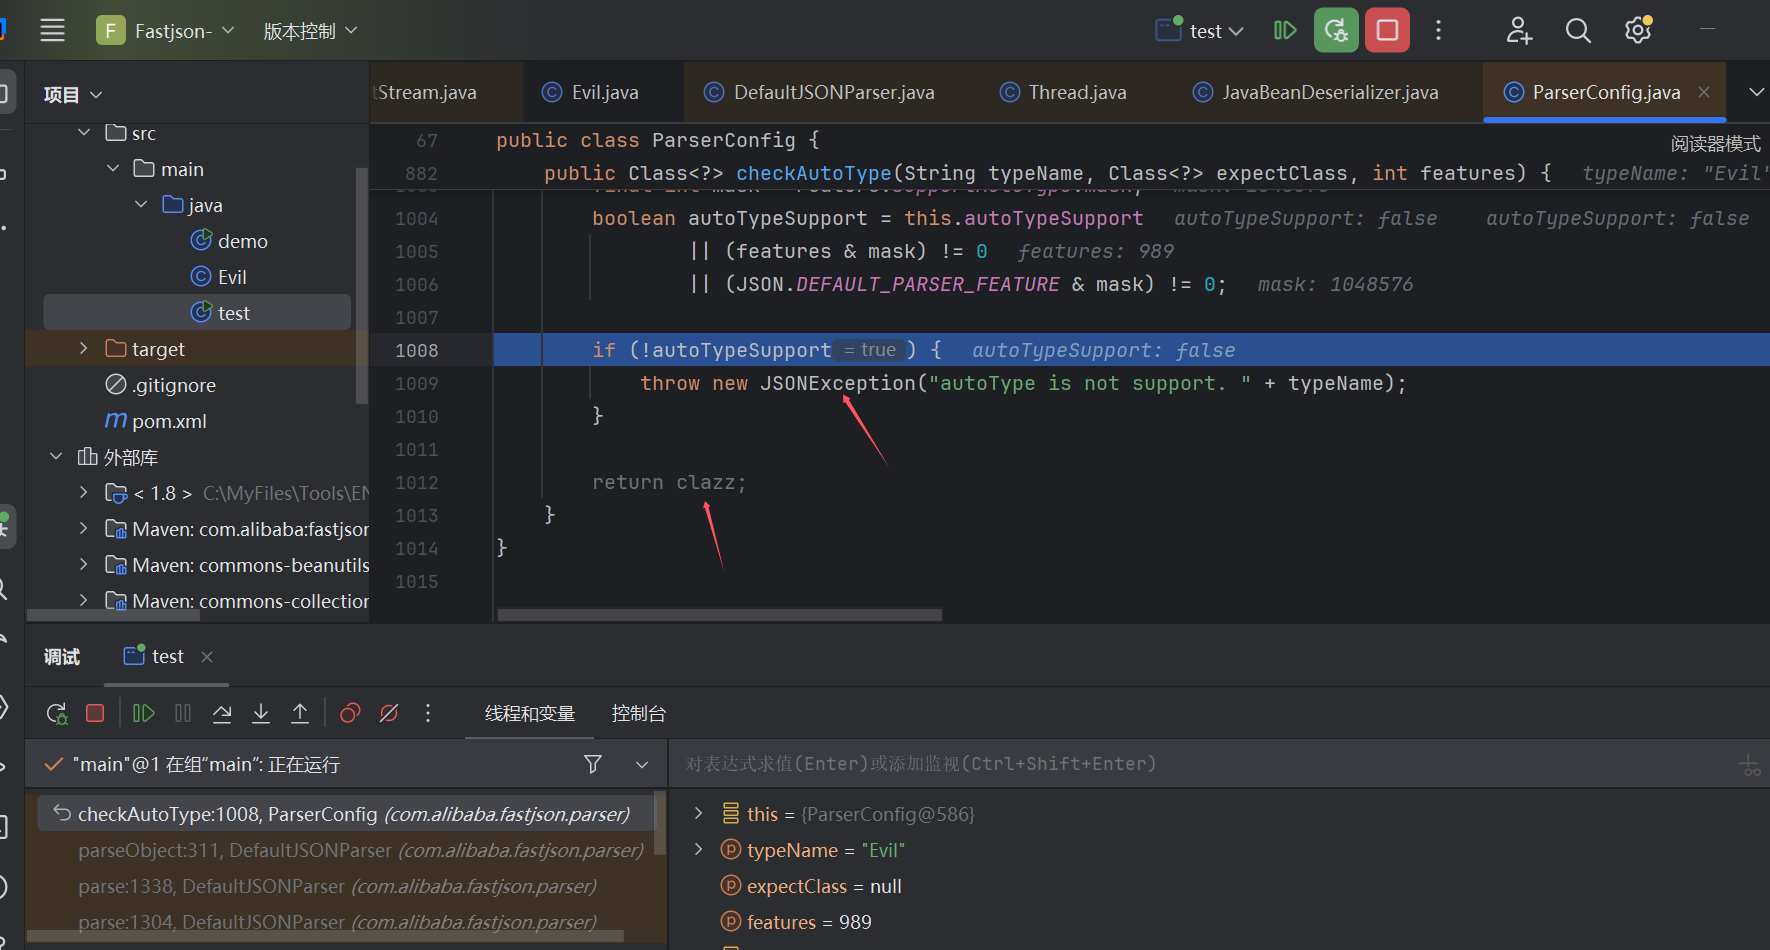 F Fastjson- 版本控制 test
项目
tStream.java Evil.java DefaultJSONParser.java Thread.java JavaBeanDeserializer.java ParserConfig.java
src
main
java
demo
Evil
test
target
.gitignore
pom.xml
外部库
< 1.8 > C:\MyFiles\Tools\EN
Maven: com.alibaba:fastjson
Maven: commons-beanutils
Maven: commons-collection
阅读器模式
67 public class ParserConfig {
882 public Class<?> checkAutoType(String typeName, Class<?> expectClass, int features) { typeName: "Evil"
1004 boolean autoTypeSupport = this.autoTypeSupport autoTypeSupport: false autoTypeSupport: false
1005 || (features & mask) != 0 features: 989
1006 || (JSON.DEFAULT_PARSER_FEATURE & mask) != 0; mask: 1048576
1007
1008 if (!autoTypeSupport = true ) { autoTypeSupport: false
1009 throw new JSONException("autoType is not support. " + typeName);
1010 }
1011
1012 return clazz;
1013 }
1014 }
1015
调试 test
线程和变量 控制台
"main"@1 在组“main”: 正在运行
对表达式求值(Enter)或添加监视(Ctrl+Shift+Enter)
checkAutoType:1008, ParserConfig (com.alibaba.fastjson.parser)
parseObject:311, DefaultJSONParser (com.alibaba.fastjson.parser)
parse:1338, DefaultJSONParser (com.alibaba.fastjson.parser)
parse:1304, DefaultJSONParser (com.alibaba.fastjson.parser)
this = {ParserConfig@586}
typeName = "Evil"
expectClass = null
features = 989